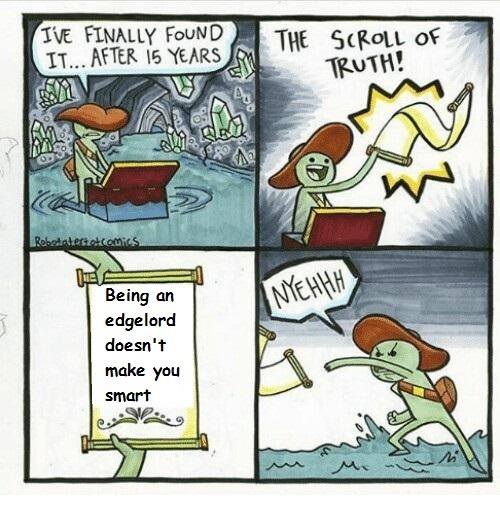 I'VE FINALLY FOUND
IT... AFTER 15 YEARS
THE SCROLL OF
TRUTH!
Robotatertotcomics
Being an
edgelord
doesn't
make you
smart
NYEHHH